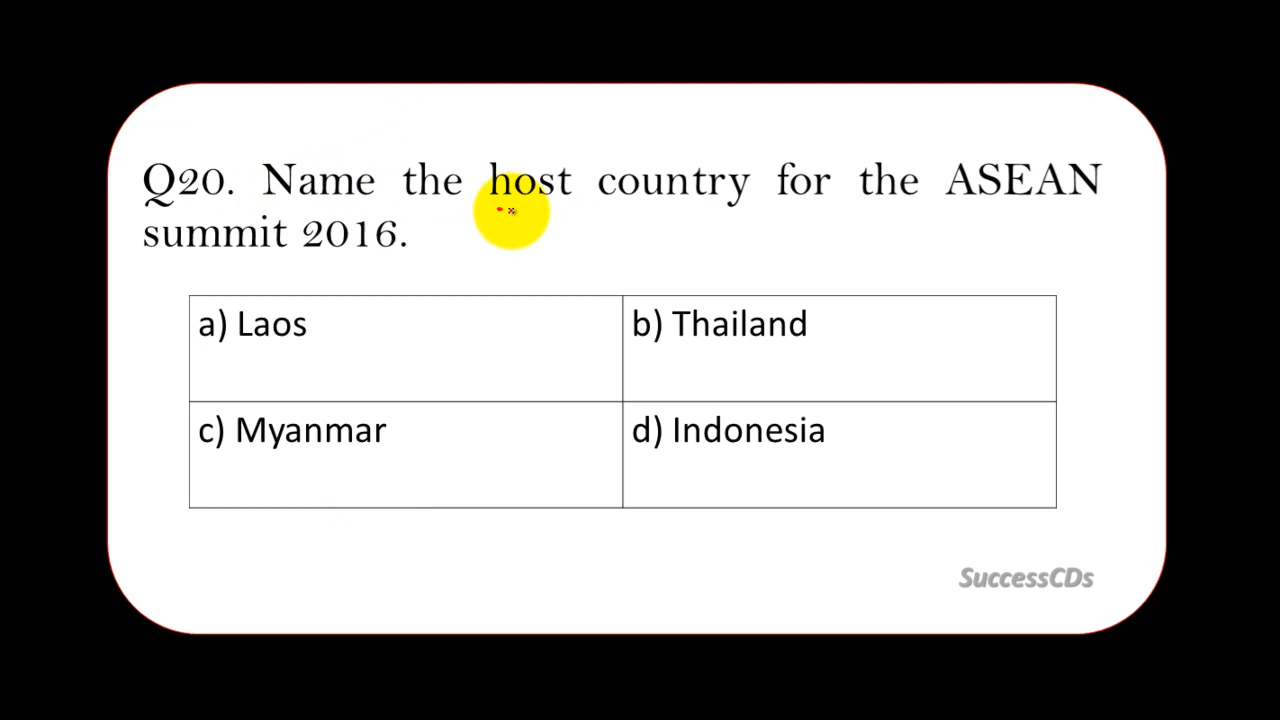 Q20. Name the host country for the ASEAN
summit 2016.
a) Laos
b) Thailand
c) Myanmar
d) Indonesia
SuccessCDs